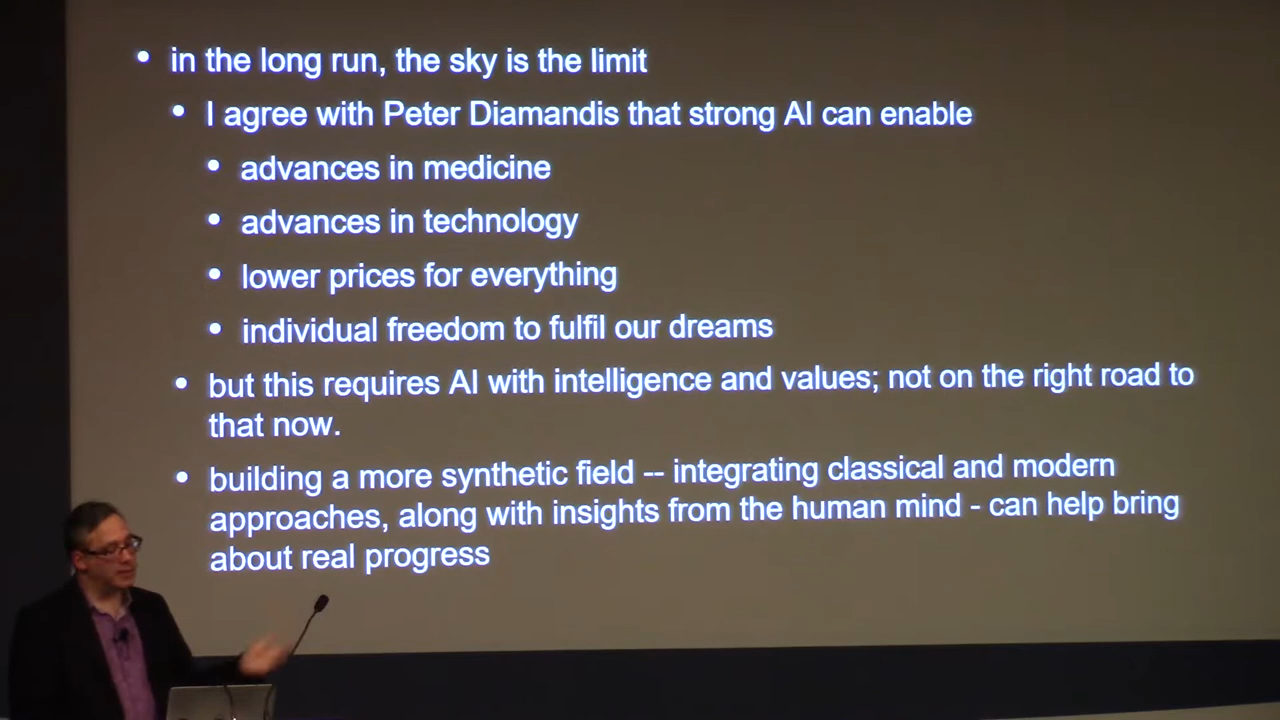 • in the long run, the sky is the limit
• I agree with Peter Diamandis that strong AI can enable
• advances in medicine
• advances in technology
• lower prices for everything
• individual freedom to fulfil our dreams
• but this requires AI with intelligence and values; not on the right road to
that now.
• building a more synthetic field -- integrating classical and modern
approaches, along with insights from the human mind - can help bring
about real progress